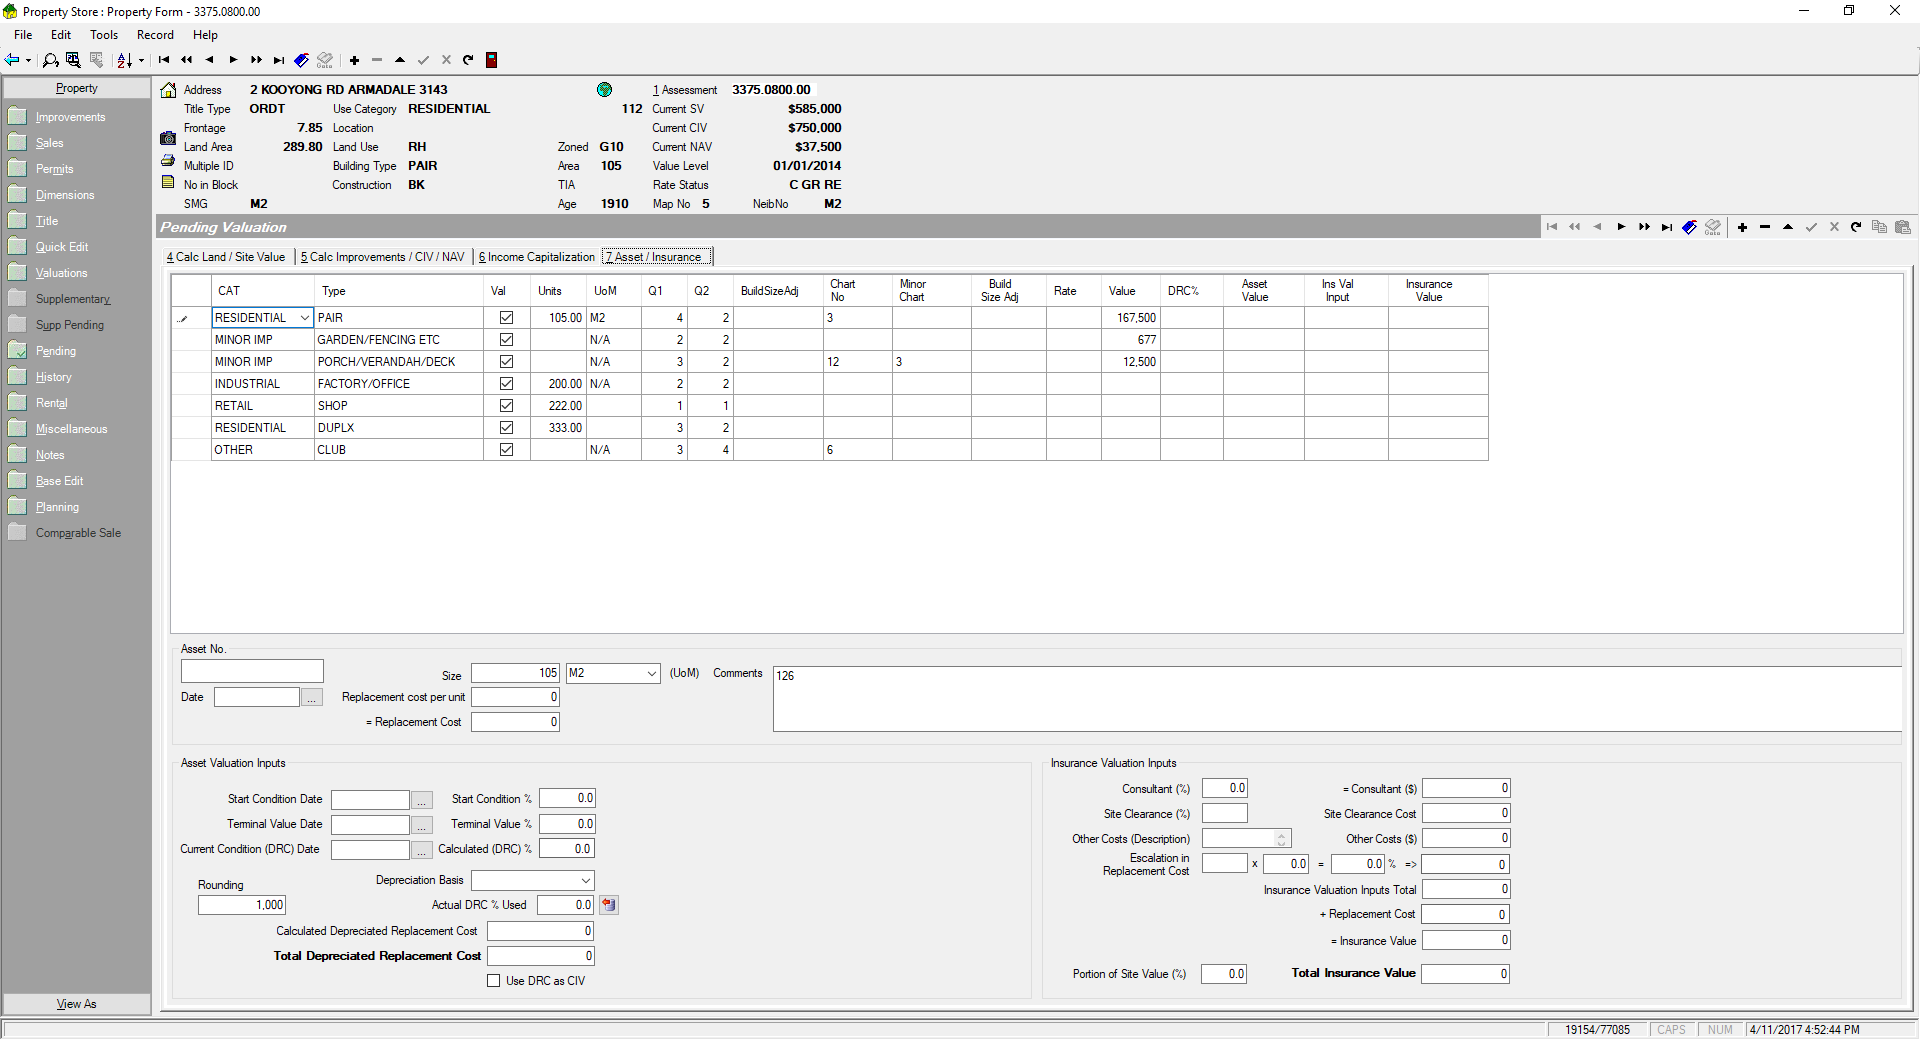 Property Store : Property Form - 3375.0800.00
File Edit Tools Record Help
Property
Improvements
Sales
Permits
Dimensions
Title
Quick Edit
Valuations
Supplementary
Supp Pending
Pending
History
Rental
Miscellaneous
Notes
Base Edit
Planning
Comparable Sale
View As
Address 2 KOOYONG RD ARMADALE 3143 1 Assessment 3375.0800.00
Title Type ORDT Use Category RESIDENTIAL 112 Current SV $585,000
Frontage 7.85 Location Current CIV $750,000
Land Area 289.80 Land Use RH Zoned G10 Current NAV $37,500
Multiple ID Building Type PAIR Area 105 Value Level 01/01/2014
No in Block Construction BK TIA Rate Status C GR RE
SMG M2 Age 1910 Map No 5 NeibNo M2
Pending Valuation
4 Calc Land / Site Value 5 Calc Improvements / CIV / NAV 6 Income Capitalization 7 Asset / Insurance
CAT Type Val Units UoM Q1 Q2 BuildSizeAdj Chart No Minor Chart Build Size Adj Rate Value DRC% Asset Value Ins Val Input Insurance Value
RESIDENTIAL PAIR 105.00 M2 4 2 3 167,500
MINOR IMP GARDEN/FENCING ETC N/A 2 2 677
MINOR IMP PORCH/VERANDAH/DECK N/A 3 2 12 3 12,500
INDUSTRIAL FACTORY/OFFICE 200.00 N/A 2 2
RETAIL SHOP 222.00 1 1
RESIDENTIAL DUPLX 333.00 3 2
OTHER CLUB N/A 3 4 6
Asset No.
Size 105 M2 (UoM) Comments 126
Date ... Replacement cost per unit 0
= Replacement Cost 0
Asset Valuation Inputs
Start Condition Date ... Start Condition % 0.0
Terminal Value Date ... Terminal Value % 0.0
Current Condition (DRC) Date ... Calculated (DRC) % 0.0
Rounding Depreciation Basis
1,000 Actual DRC % Used 0.0
Calculated Depreciated Replacement Cost 0
Total Depreciated Replacement Cost 0
Use DRC as CIV
Insurance Valuation Inputs
Consultant (%) 0.0 = Consultant ($) 0
Site Clearance (%) Site Clearance Cost 0
Other Costs (Description) Other Costs ($) 0
Escalation in Replacement Cost x 0.0 = 0.0 % => 0
Insurance Valuation Inputs Total 0
+ Replacement Cost 0
= Insurance Value 0
Portion of Site Value (%) 0.0 Total Insurance Value 0
19154/77085 CAPS NUM 4/11/2017 4:52:44 PM